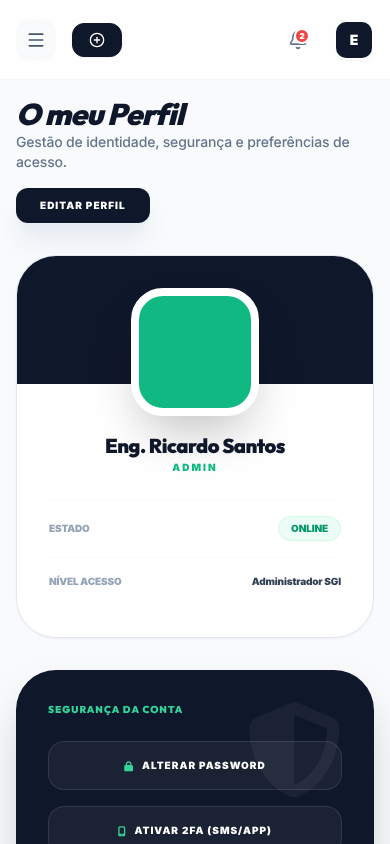 2
E
O meu Perfil
Gestão de identidade, segurança e preferências de
acesso.
EDITAR PERFIL
Eng. Ricardo Santos
ADMIN
ESTADO
ONLINE
NÍVEL ACESSO
Administrador SGI
SEGURANÇA DA CONTA
ALTERAR PASSWORD
ATIVAR 2FA (SMS/APP)